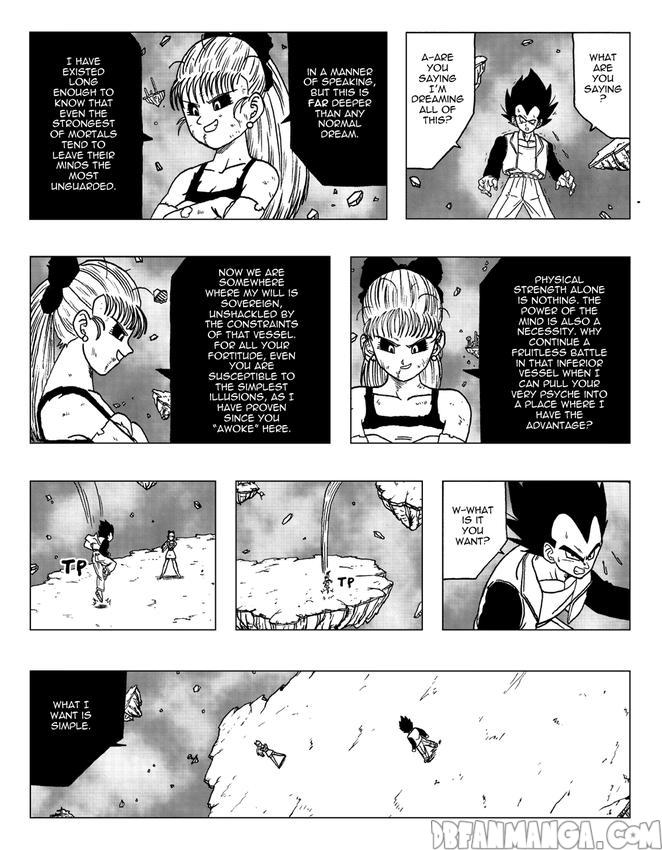 WHAT
ARE
YOU
SAYING
?
A-ARE
YOU
SAYING
I'M
DREAMING
ALL OF
THIS?
IN A MANNER
OF SPEAKING,
BUT THIS IS
FAR DEEPER
THAN ANY
NORMAL
DREAM.
I HAVE
EXISTED
LONG
ENOUGH TO
KNOW THAT
EVEN THE
STRONGEST
OF MORTALS
TEND TO
LEAVE THEIR
MINDS THE
MOST
UNGUARDED.
PHYSICAL
STRENGTH ALONE
IS NOTHING. THE
POWER OF THE
MIND IS ALSO A
NECESSITY. WHY
CONTINUE A
FRUITLESS BATTLE
IN THAT INFERIOR
VESSEL WHEN I
CAN PULL YOUR
VERY PSYCHE INTO
A PLACE WHERE I
HAVE THE
ADVANTAGE?
NOW WE ARE
SOMEWHERE
WHERE MY WILL IS
SOVEREIGN,
UNSHACKLED BY
THE CONSTRAINTS
OF THAT VESSEL.
FOR ALL YOUR
FORTITUDE, EVEN
YOU ARE
SUSCEPTIBLE TO
THE SIMPLEST
ILLUSIONS, AS I
HAVE PROVEN
SINCE YOU
“AWOKE” HERE.
W-WHAT
IS IT
YOU
WANT?
TP
TP
WHAT I
WANT IS
SIMPLE.
DBFANMANGA.COM